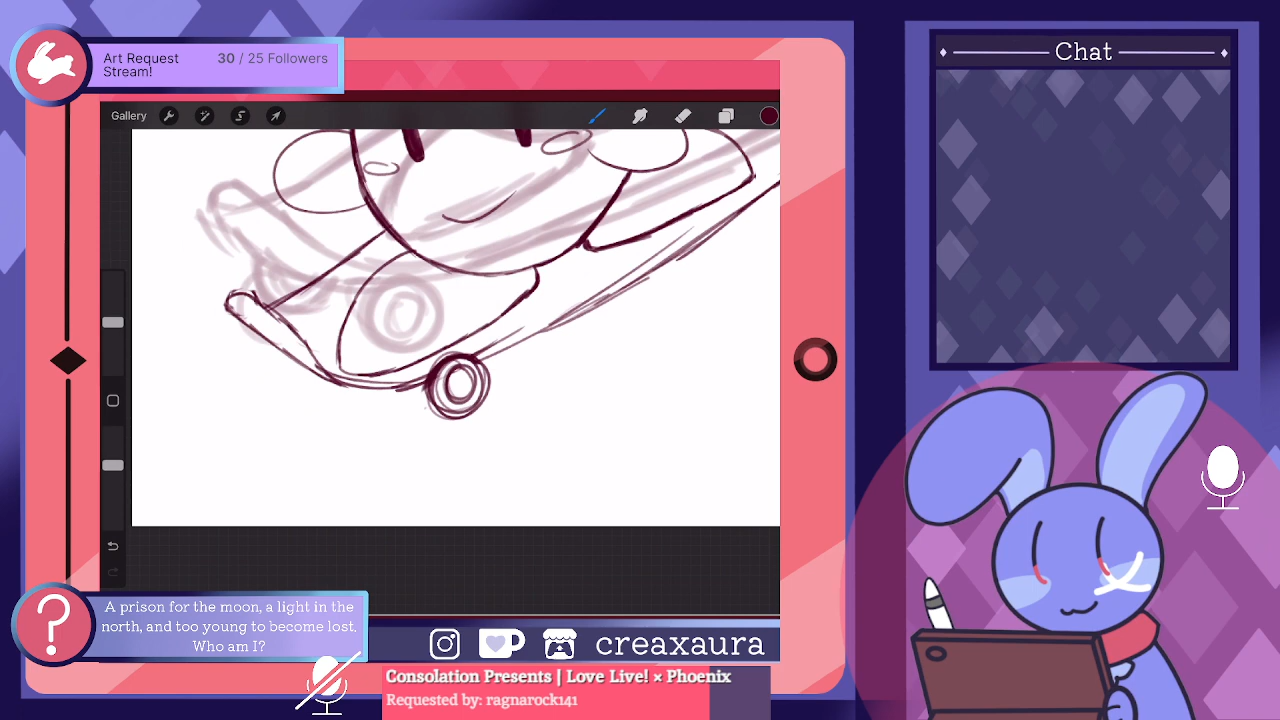 Art Request
Stream!
30 / 25 Followers
Chat
Gallery
A prison for the moon, a light in the
north, and too young to become lost.
Who am I?
creaxaura
Consolation Presents | Love Live! × Phoenix
Requested by: ragnarock141